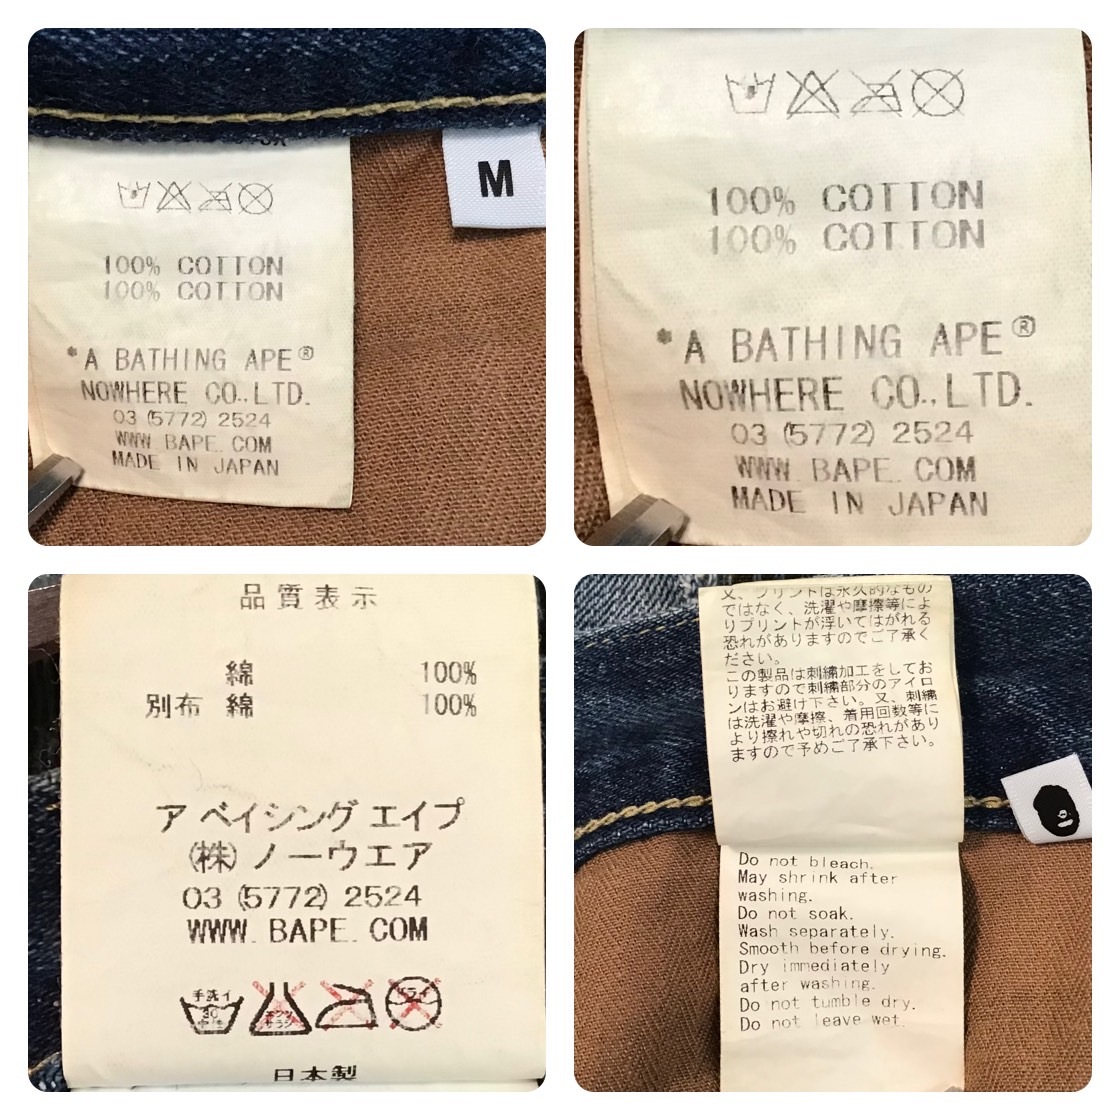 M
100% COTTON
100% COTTON
*A BATHING APE®
NOWHERE CO.,LTD.
03 (5772) 2524
WWW. BAPE. COM
MADE IN JAPAN
100% COTTON
100% COTTON
*A BATHING APE®
NOWHERE CO.,LTD.
03 (5772) 2524
WWW. BAPE. COM
MADE IN JAPAN
品質表示
綿 100%
別布 綿 100%
ア ベイシング エイプ
(株) ノーウエア
03 (5772) 2524
WWW. BAPE. COM
手洗イ
30
エンソ
サラシ
ドライ
日本製
又、プリントは永久的なもの
ではなく、洗濯や摩擦等によ
りプリントが浮いてはがれる
恐れがありますのでご了承く
ださい。
この製品は刺繍加工をしてお
りますので刺繍部分のアイロ
ンはお避け下さい。又、刺繍
は洗濯や摩擦、着用回数等に
より擦れや切れの恐れがあり
ますので予めご了承下さい。
Do not bleach.
May shrink after
washing.
Do not soak.
Wash separately.
Smooth before drying.
Dry immediately
after washing.
Do not tumble dry.
Do not leave wet.